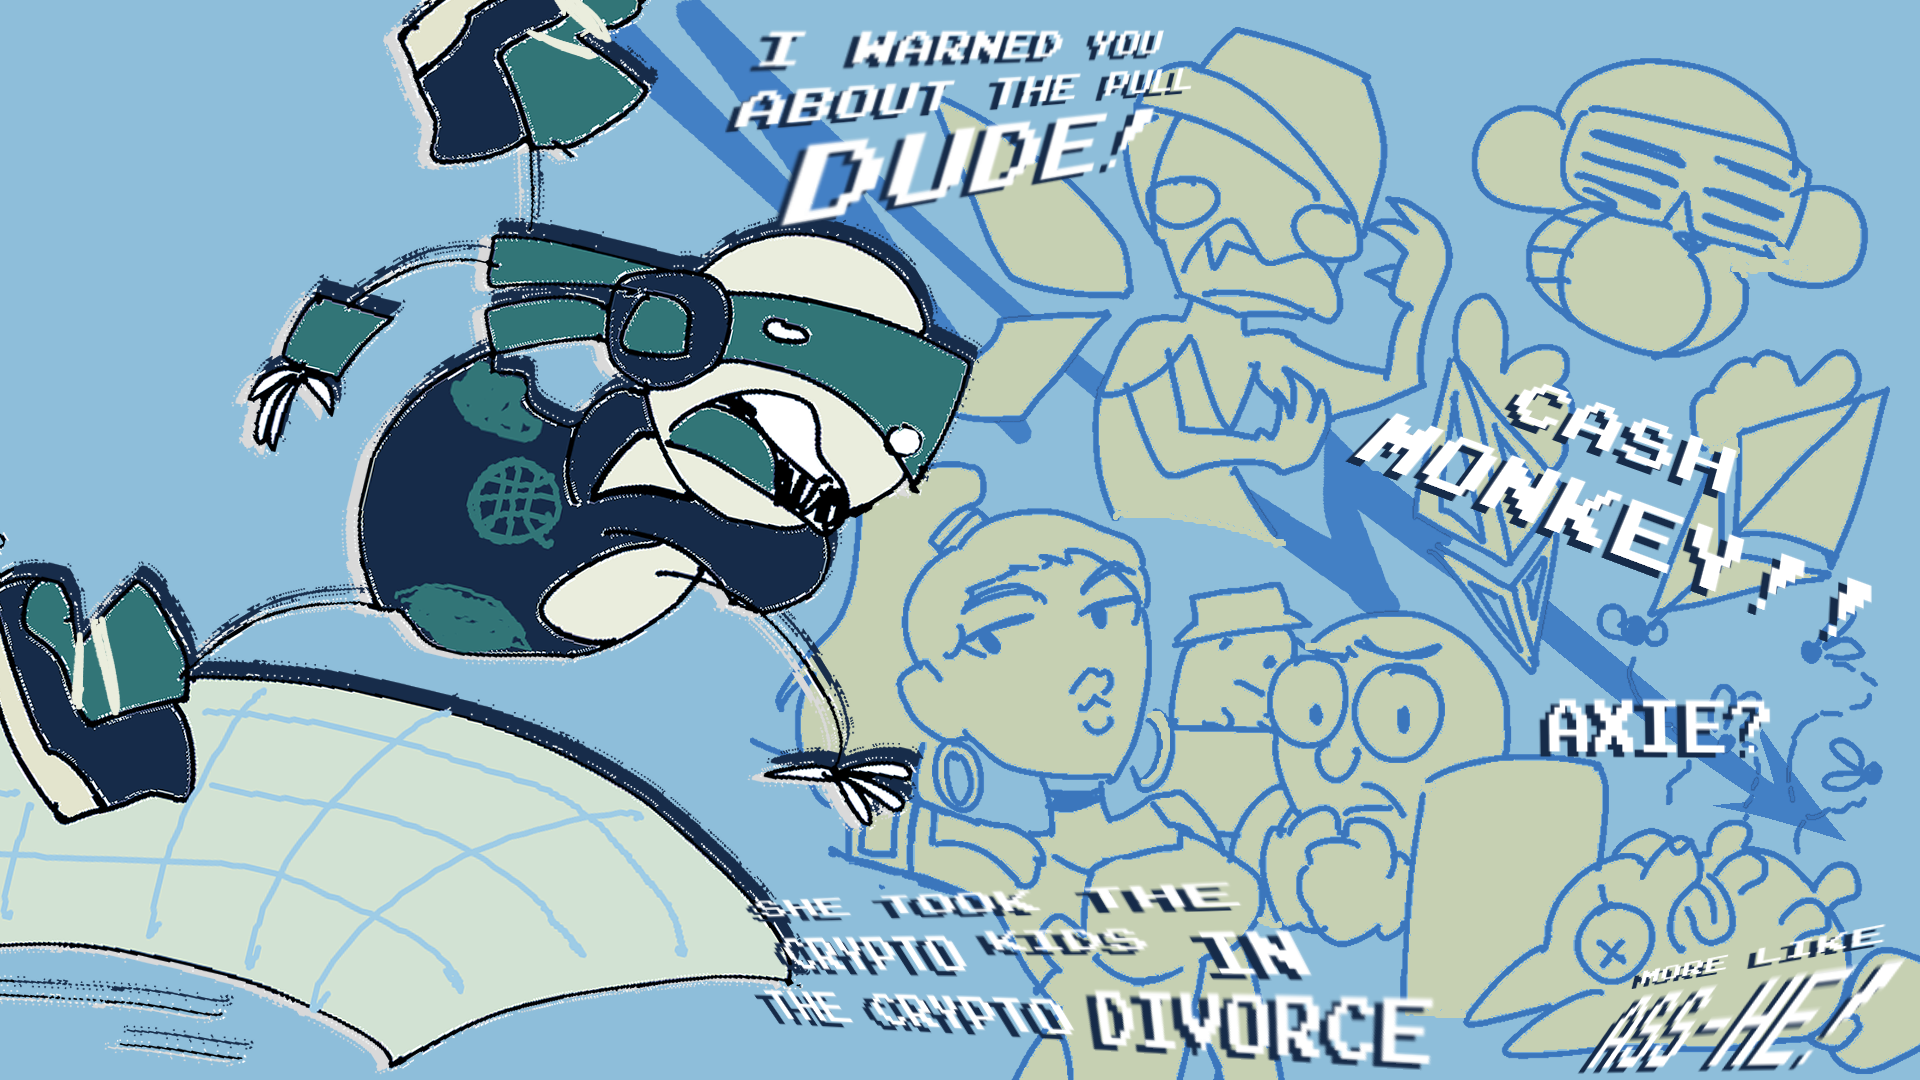 I WARNED YOU
ABOUT THE PULL
DUDE!
CASH
MONKEY!!
AXIE?
SHE TOOK THE
CRYPTO KIDS IN
THE CRYPTO DIVORCE
MORE LIKE
ASS-HE!